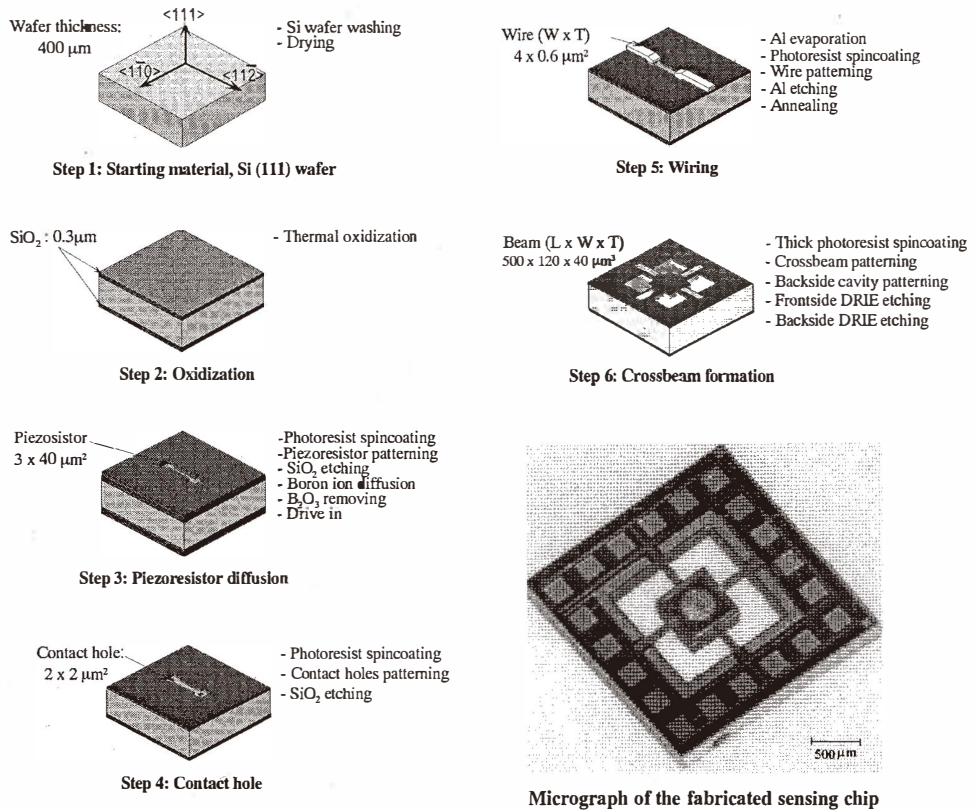 Wafer thickness:
400 μm
<111>
<11̅0>
<112̅>
- Si wafer washing
- Drying
Step 1: Starting material, Si (111) wafer
SiO₂ : 0.3μm
- Thermal oxidization
Step 2: Oxidization
Piezosistor
3 x 40 μm²
-Photoresist spincoating
-Piezoresistor patterning
- SiO₂ etching
- Boron ion diffusion
- B₂O₃ removing
- Drive in
Step 3: Piezoresistor diffusion
Contact hole:
2 x 2 μm²
- Photoresist spincoating
- Contact holes patterning
- SiO₂ etching
Step 4: Contact hole
Wire (W x T)
4 x 0.6 μm²
- Al evaporation
- Photoresist spincoating
- Wire patterning
- Al etching
- Annealing
Step 5: Wiring
Beam (L x W x T)
500 x 120 x 40 μm³
- Thick photoresist spincoating
- Crossbeam patterning
- Backside cavity patterning
- Frontside DRIE etching
- Backside DRIE etching
Step 6: Crossbeam formation
500μm
Micrograph of the fabricated sensing chip